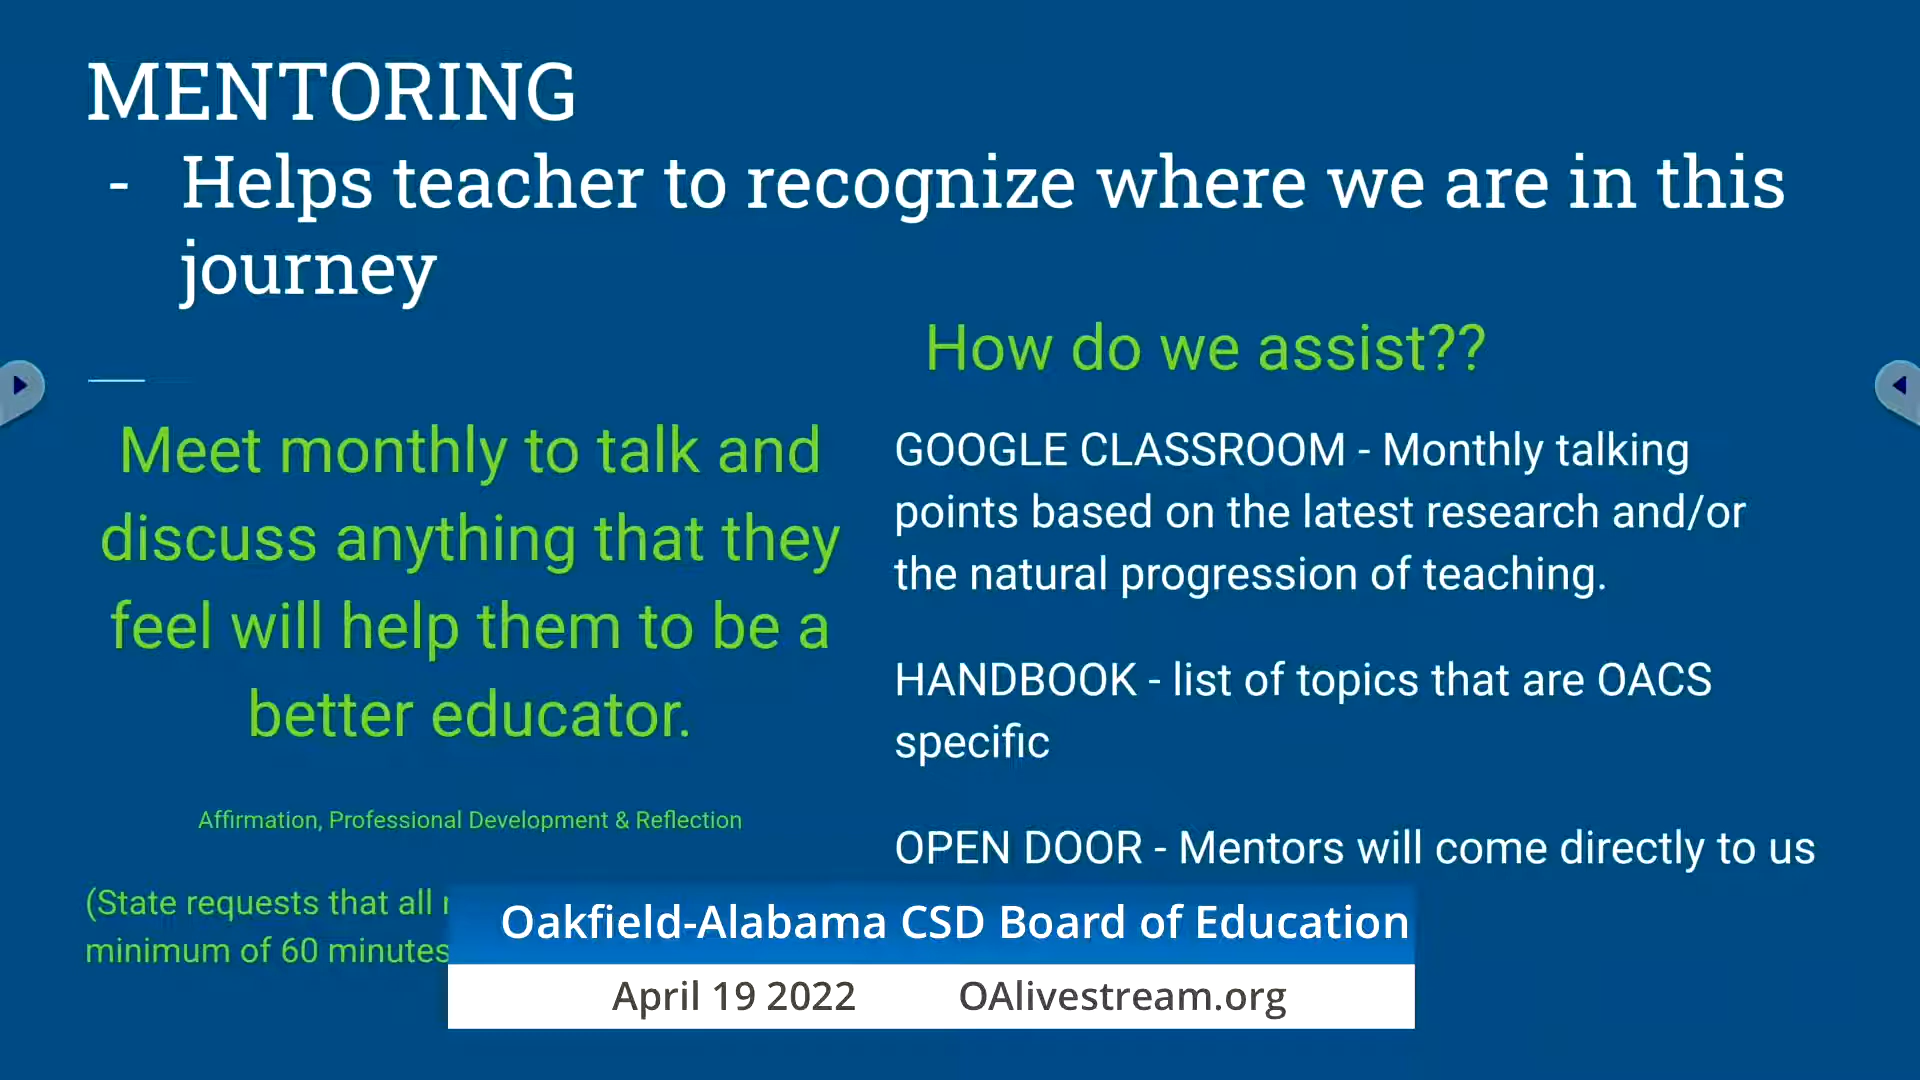 MENTORING
- Helps teacher to recognize where we are in this
journey
Meet monthly to talk and
discuss anything that they
feel will help them to be a
better educator.
Affirmation, Professional Development & Reflection
(State requests that all
minimum of 60 minutes
How do we assist??
GOOGLE CLASSROOM - Monthly talking
points based on the latest research and/or
the natural progression of teaching.
HANDBOOK - list of topics that are OACS
specific
OPEN DOOR - Mentors will come directly to us
Oakfield-Alabama CSD Board of Education
April 19 2022 OAlivestream.org